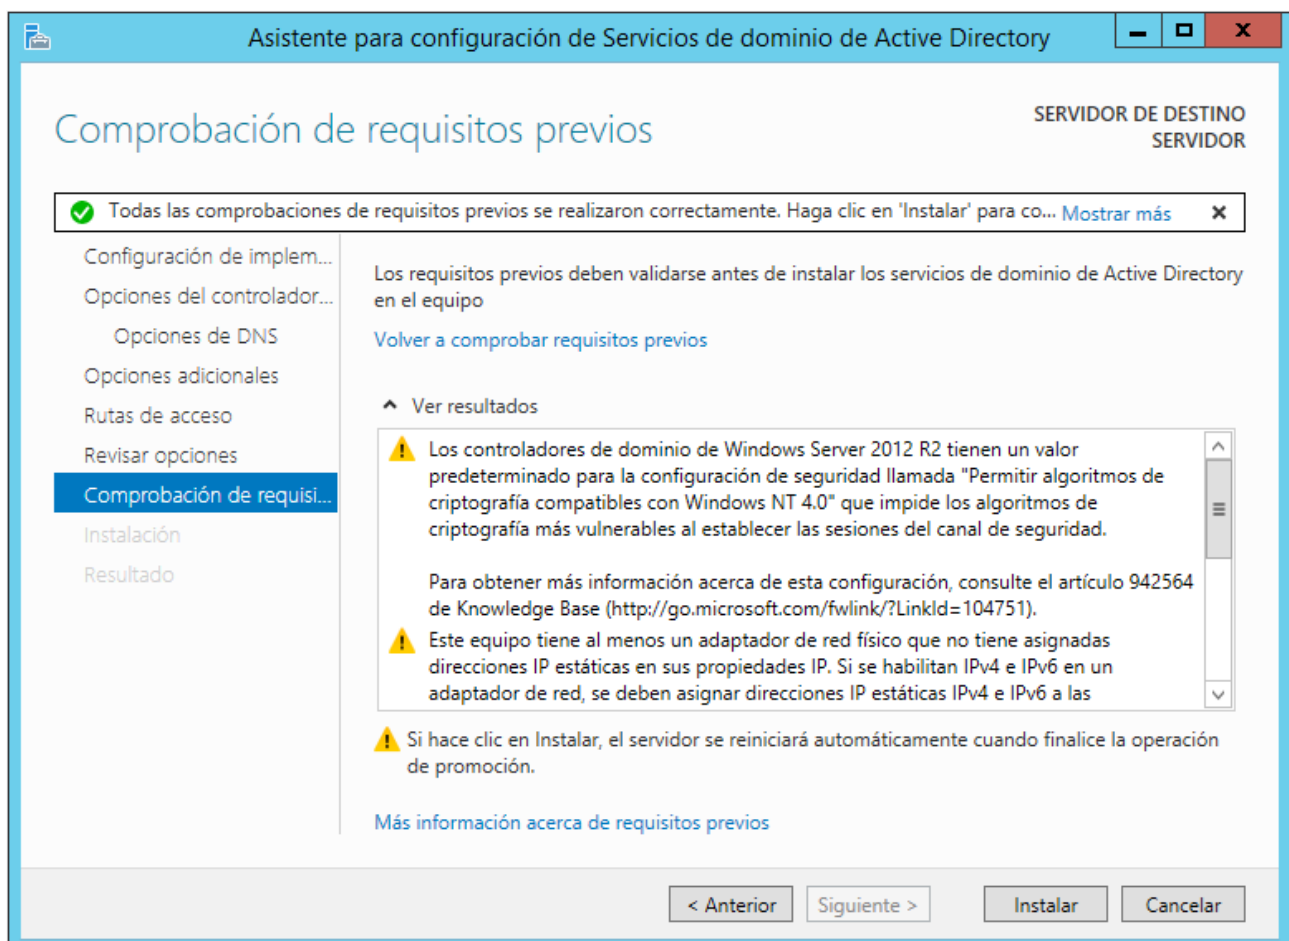 Asistente para configuración de Servicios de dominio de Active Directory
Comprobación de requisitos previos
SERVIDOR DE DESTINO
SERVIDOR
Todas las comprobaciones de requisitos previos se realizaron correctamente. Haga clic en 'Instalar' para co... Mostrar más
Configuración de implem...
Opciones del controlador...
Opciones de DNS
Opciones adicionales
Rutas de acceso
Revisar opciones
Comprobación de requisi...
Instalación
Resultado
Los requisitos previos deben validarse antes de instalar los servicios de dominio de Active Directory
en el equipo
Volver a comprobar requisitos previos
Ver resultados
Los controladores de dominio de Windows Server 2012 R2 tienen un valor
predeterminado para la configuración de seguridad llamada "Permitir algoritmos de
criptografía compatibles con Windows NT 4.0" que impide los algoritmos de
criptografía más vulnerables al establecer las sesiones del canal de seguridad.
Para obtener más información acerca de esta configuración, consulte el artículo 942564
de Knowledge Base (http://go.microsoft.com/fwlink/?LinkId=104751).
Este equipo tiene al menos un adaptador de red físico que no tiene asignadas
direcciones IP estáticas en sus propiedades IP. Si se habilitan IPv4 e IPv6 en un
adaptador de red, se deben asignar direcciones IP estáticas IPv4 e IPv6 a las
Si hace clic en Instalar, el servidor se reiniciará automáticamente cuando finalice la operación
de promoción.
Más información acerca de requisitos previos
< Anterior
Siguiente >
Instalar
Cancelar